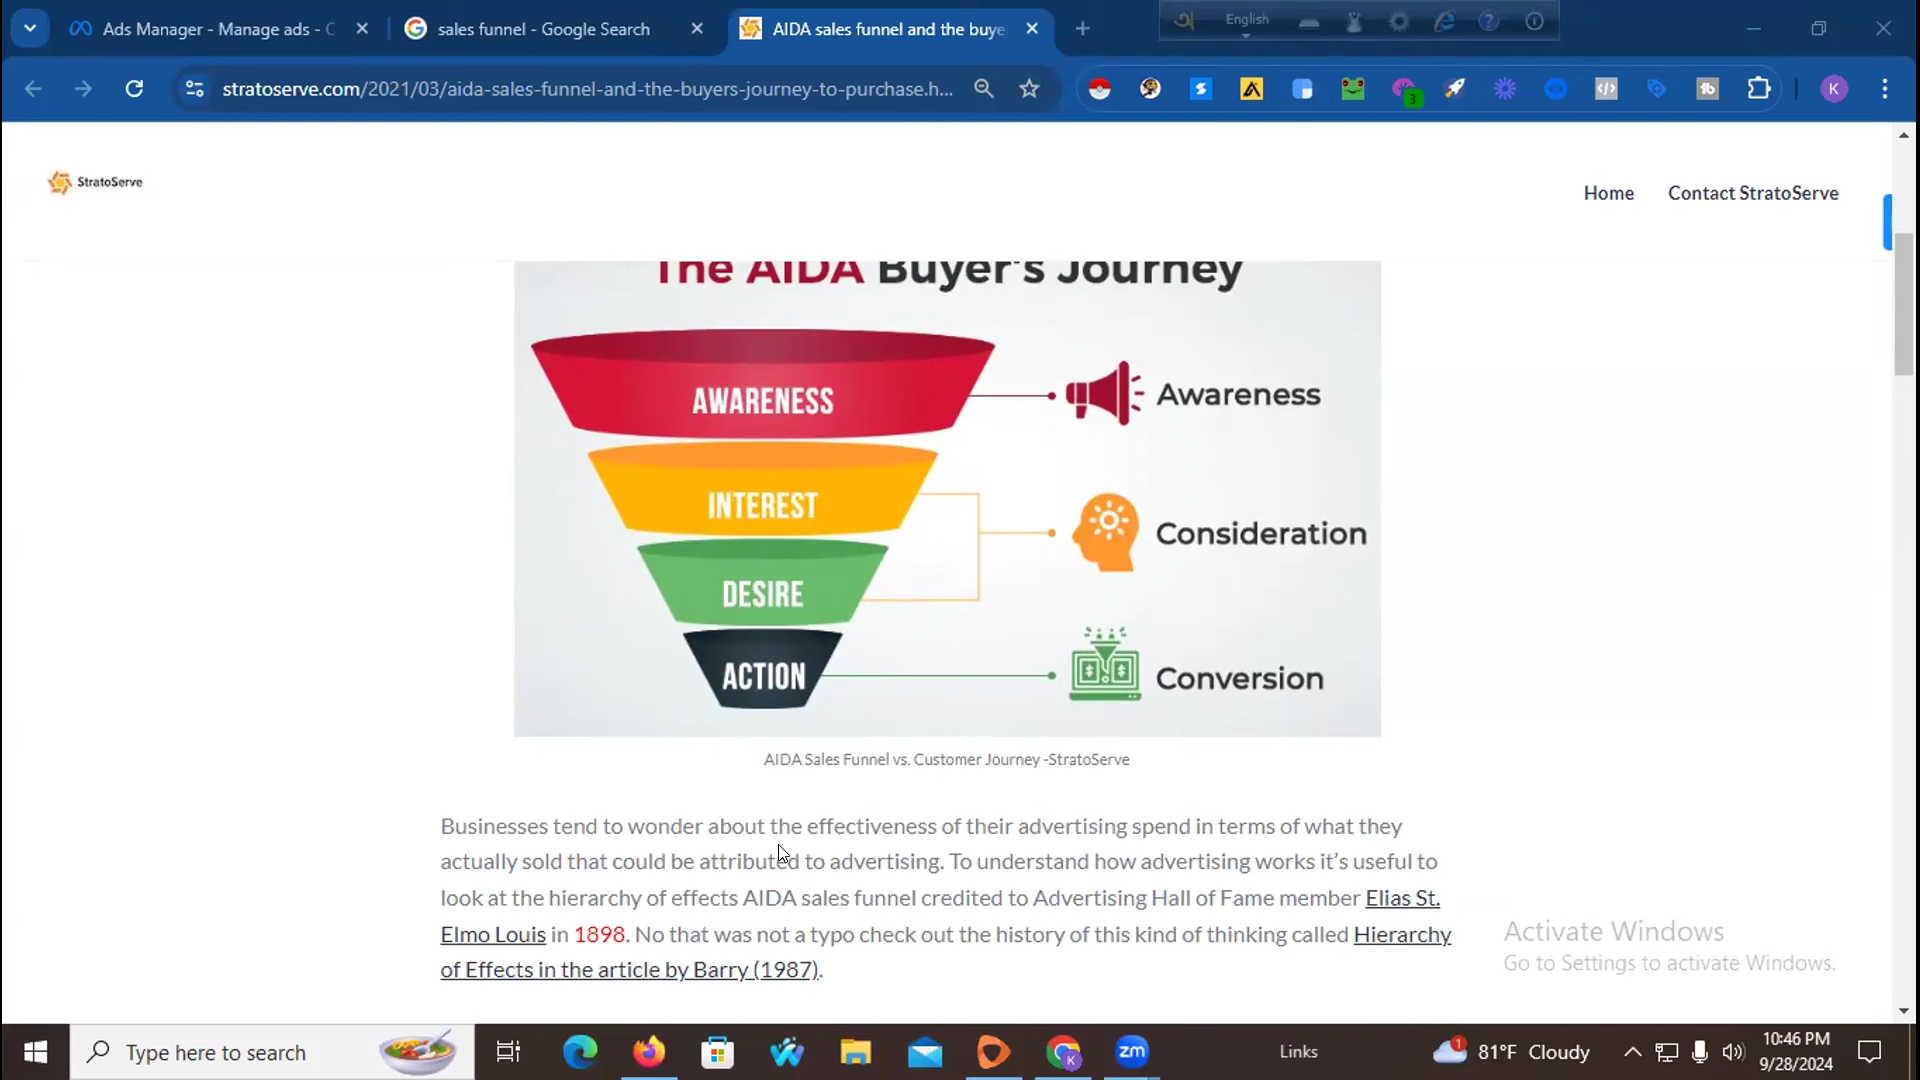 Ads Manager - Manage ads - C
sales funnel - Google Search
AIDA sales funnel and the buye
English
stratoserve.com/2021/03/aida-sales-funnel-and-the-buyers-journey-to-purchase.h...
3
K
StratoServe
Home
Contact StratoServe
The AIDA Buyer's Journey
AWARENESS
Awareness
INTEREST
Consideration
DESIRE
ACTION
Conversion
AIDA Sales Funnel vs. Customer Journey -StratoServe
Businesses tend to wonder about the effectiveness of their advertising spend in terms of what they
actually sold that could be attributed to advertising. To understand how advertising works it’s useful to
look at the hierarchy of effects AIDA sales funnel credited to Advertising Hall of Fame member Elias St.
Elmo Louis in 1898. No that was not a typo check out the history of this kind of thinking called Hierarchy
of Effects in the article by Barry (1987).
Activate Windows
Go to Settings to activate Windows.
Type here to search
K
zm
Links
1
81°F Cloudy
10:46 PM
9/28/2024